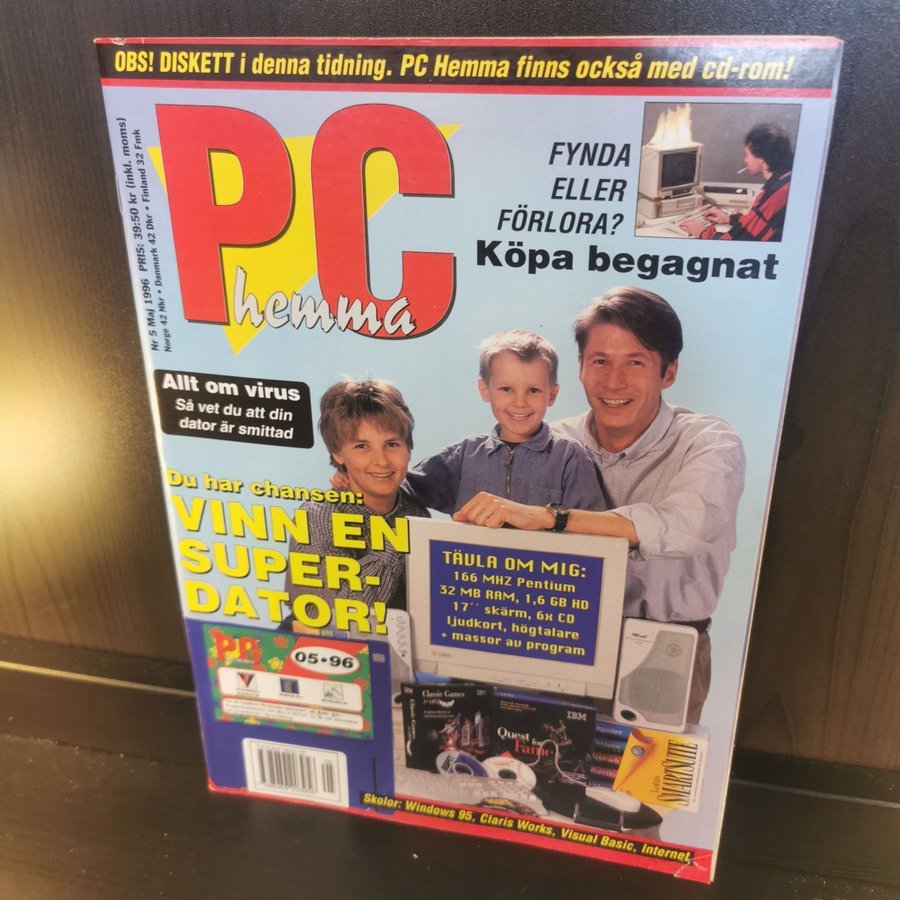 OBS! DISKETT i denna tidning. PC Hemma finns också med cd-rom!
PC
hemma
Nr 5 Maj 1996 PRIS: 39:50 kr (inkl. moms)
Norge 42 Nkr • Danmark 42 Dkr • Finland 32 Fmk
FYNDA
ELLER
FÖRLORA?
Köpa begagnat
Allt om virus
Så vet du att din
dator är smittad
Du har chansen:
VINN EN
SUPER-
DATOR!
TÄVLA OM MIG:
166 MHZ Pentium
32 MB RAM, 1,6 GB HD
17´´ skärm, 6x CD
ljudkort, högtalare
+ massor av program
PC
05•96
Classic Games
IBM
Quest for
Fame
IBM
Lotus
SMARTSUITE
Skolor: Windows 95, Claris Works, Visual Basic, Internet